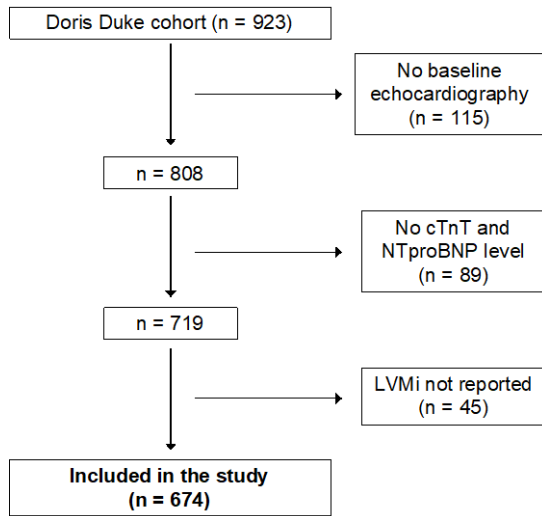 Doris Duke cohort (n = 923)
No baseline
echocardiography
(n = 115)
n = 808
No cTnT and
NTproBNP level
(n = 89)
n = 719
LVMi not reported
(n = 45)
Included in the study
(n = 674)